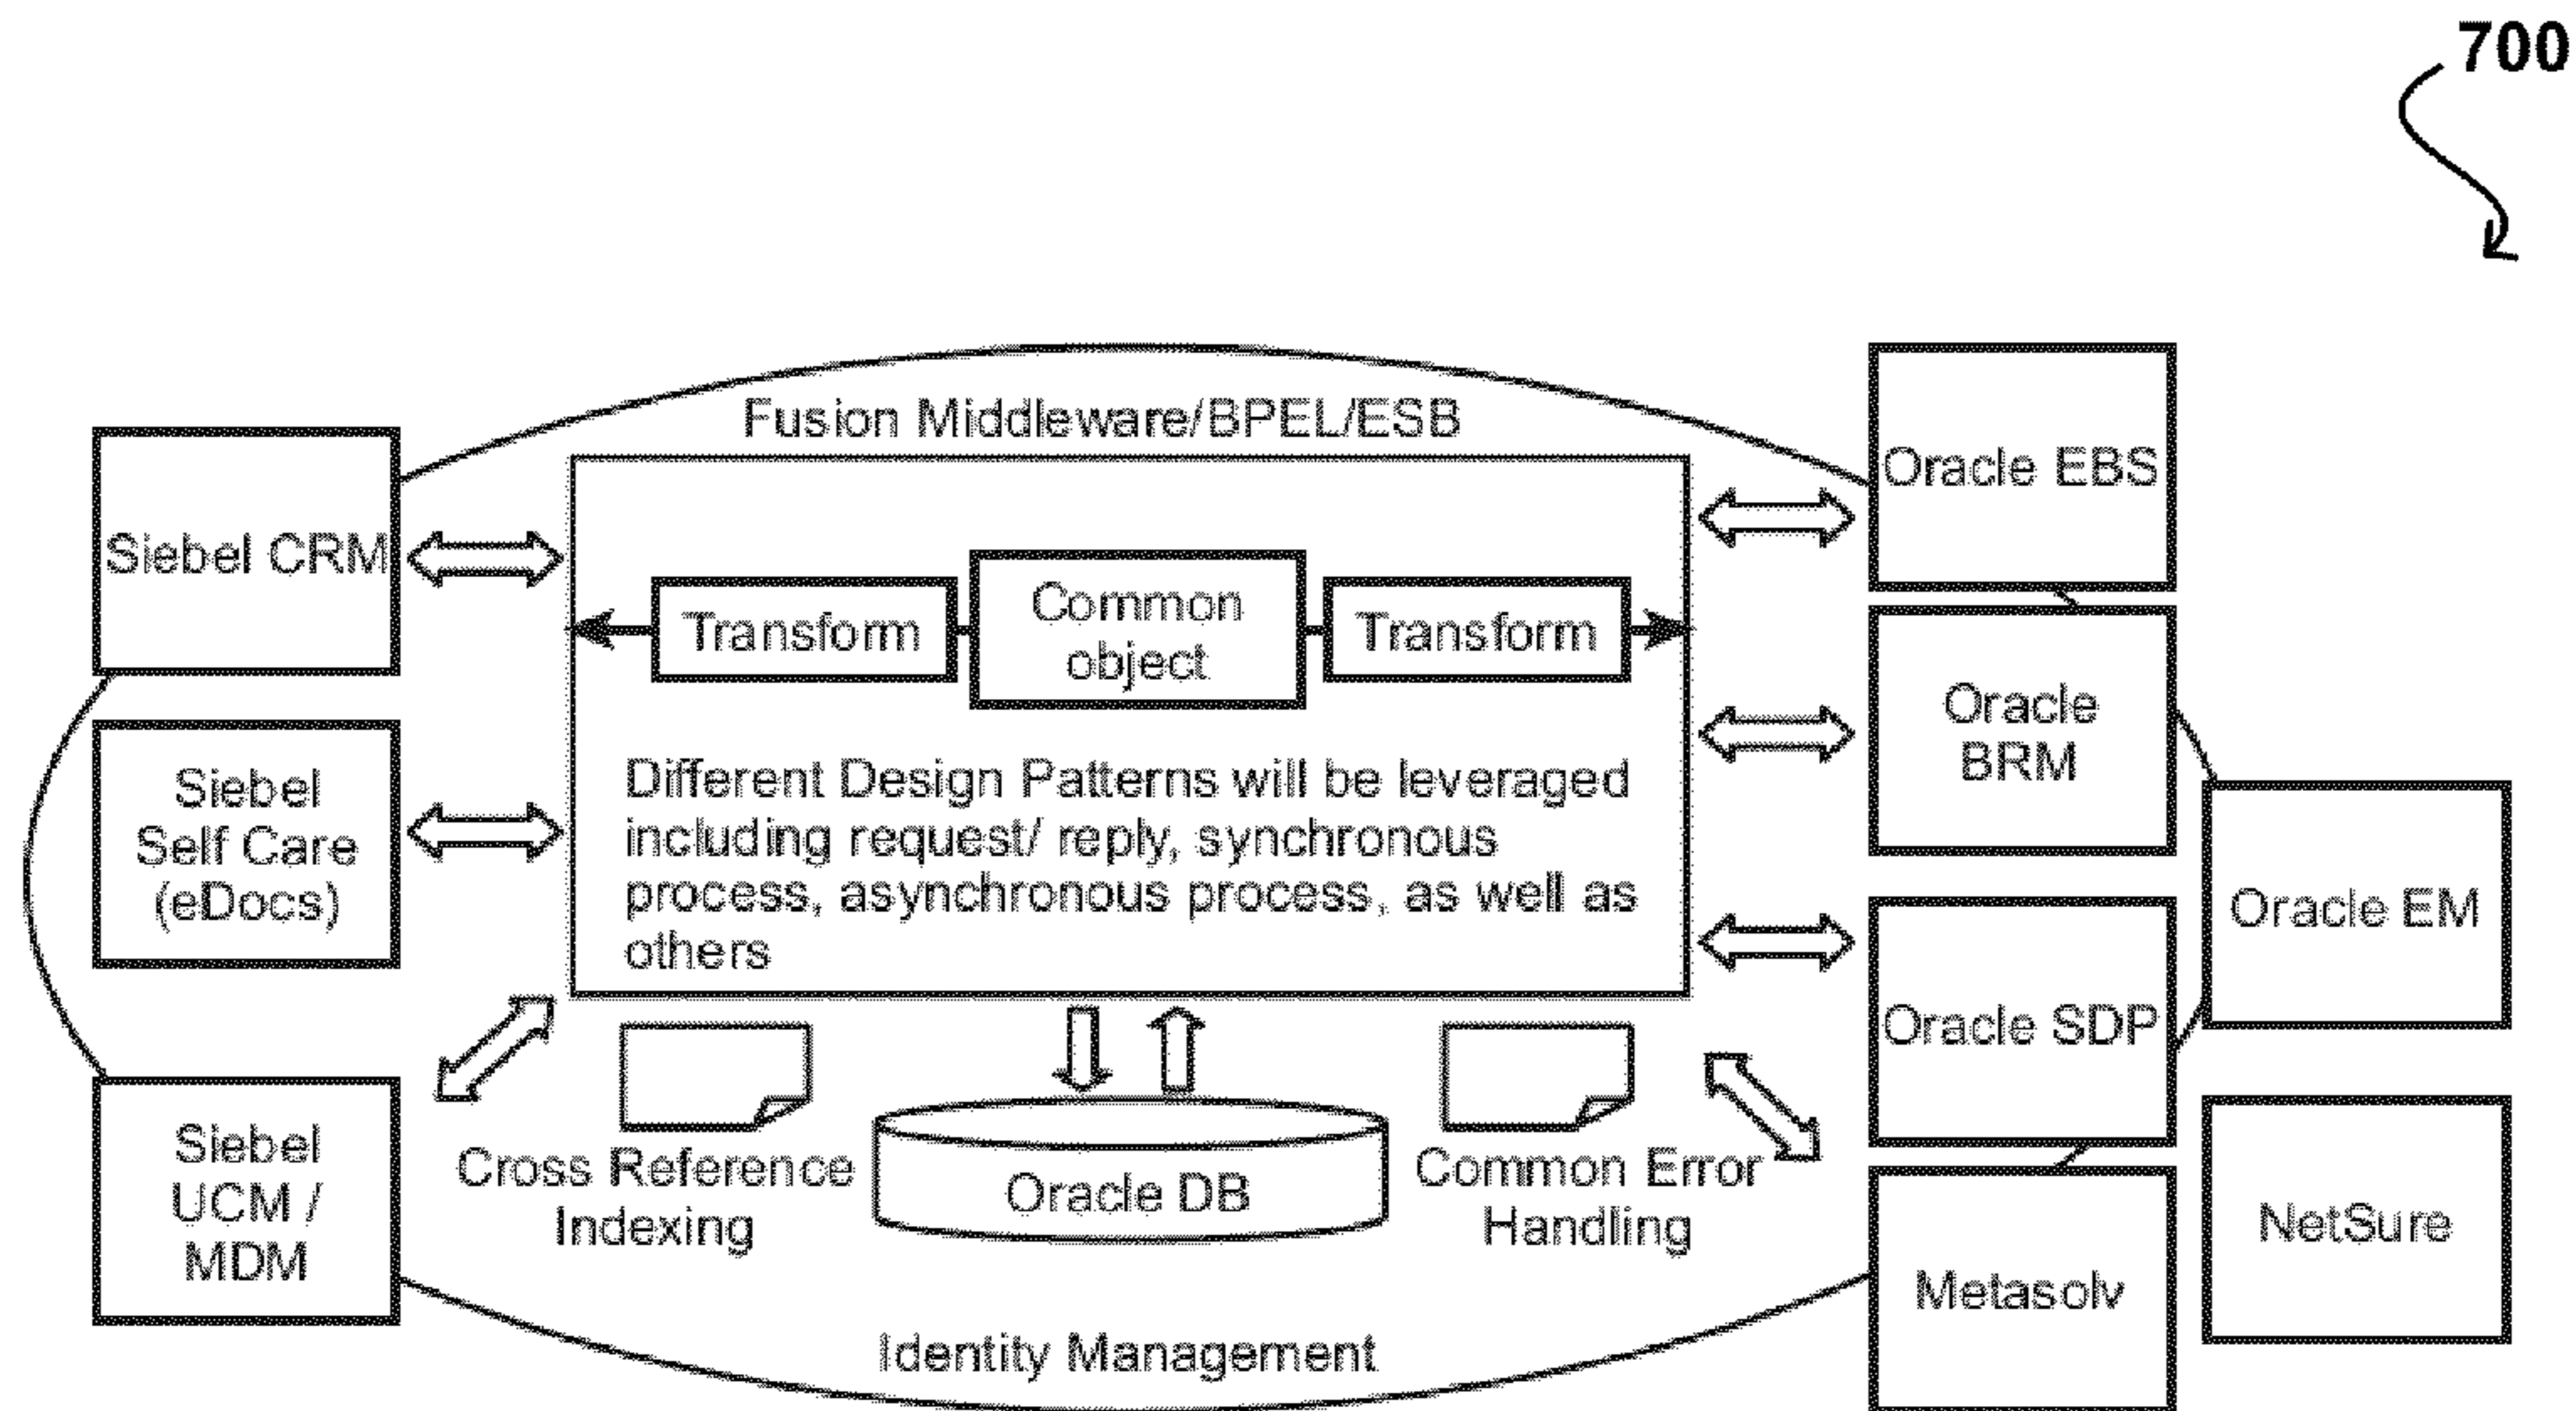 700
Fusion Middleware/BPEL/ESB
Siebel CRM
Siebel
Self Care
(eDocs)
Siebel
UCM /
MDM
Transform
Common
object
Transform
Different Design Patterns will be leveraged
including request/ reply, synchronous
process, asynchronous process, as well as
others
Cross Reference
Indexing
Oracle DB
Common Error
Handling
Identity Management
Oracle EBS
Oracle
BRM
Oracle SDP
Metasolv
Oracle EM
NetSure